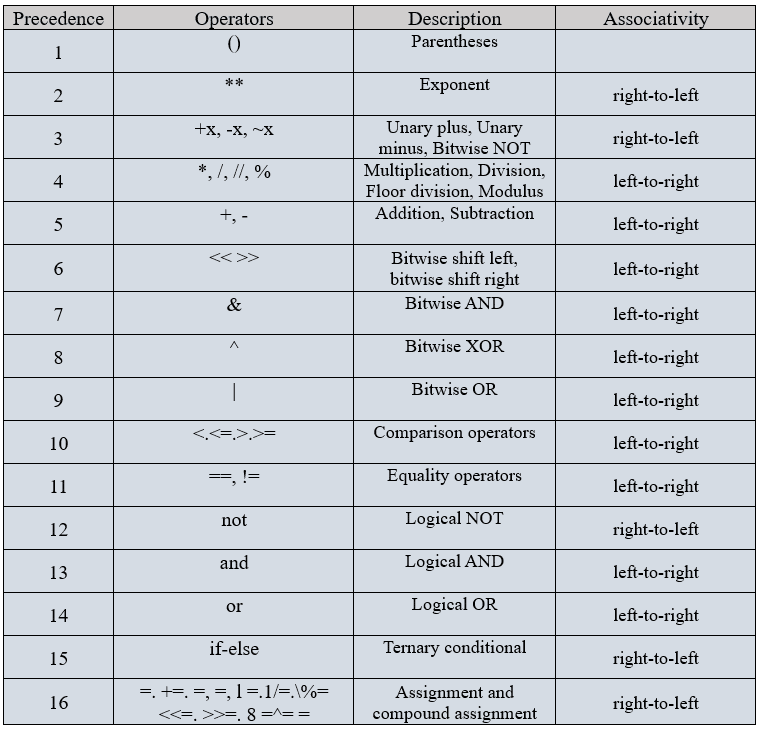 Precedence Operators Description Associativity
1 () Parentheses
2 ** Exponent right-to-left
3 +x, -x, ~x Unary plus, Unary minus, Bitwise NOT right-to-left
4 *, /, //, % Multiplication, Division, Floor division, Modulus left-to-right
5 +, - Addition, Subtraction left-to-right
6 << >> Bitwise shift left, bitwise shift right left-to-right
7 & Bitwise AND left-to-right
8 ^ Bitwise XOR left-to-right
9 | Bitwise OR left-to-right
10 <.<=.>.>= Comparison operators left-to-right
11 ==, != Equality operators left-to-right
12 not Logical NOT right-to-left
13 and Logical AND left-to-right
14 or Logical OR left-to-right
15 if-else Ternary conditional right-to-left
16 =. +=. =, =, l =.1/=.\%= <<=. >>=. 8 =^= = Assignment and compound assignment right-to-left